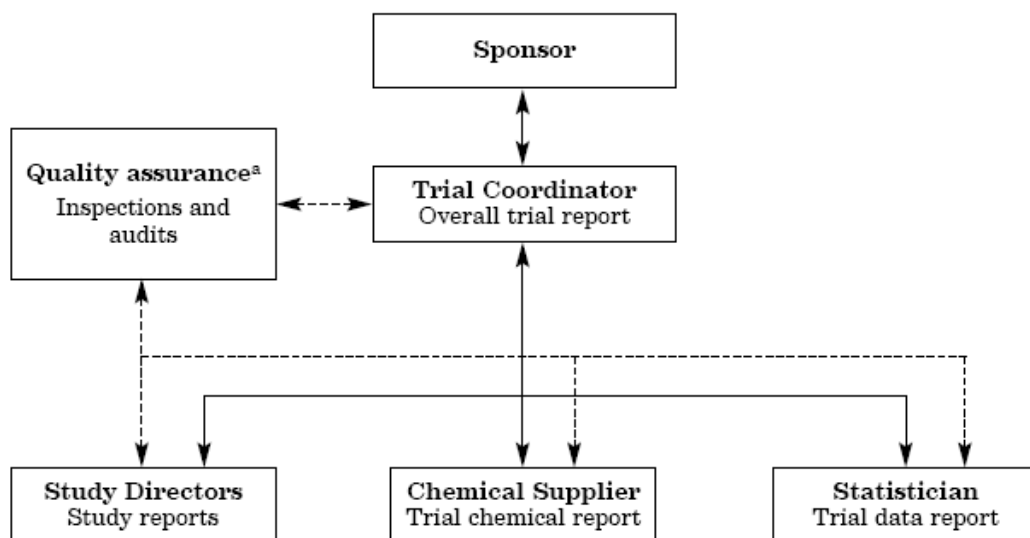 Sponsor
Quality assuranceᵃ
Inspections and
audits
Trial Coordinator
Overall trial report
Study Directors
Study reports
Chemical Supplier
Trial chemical report
Statistician
Trial data report